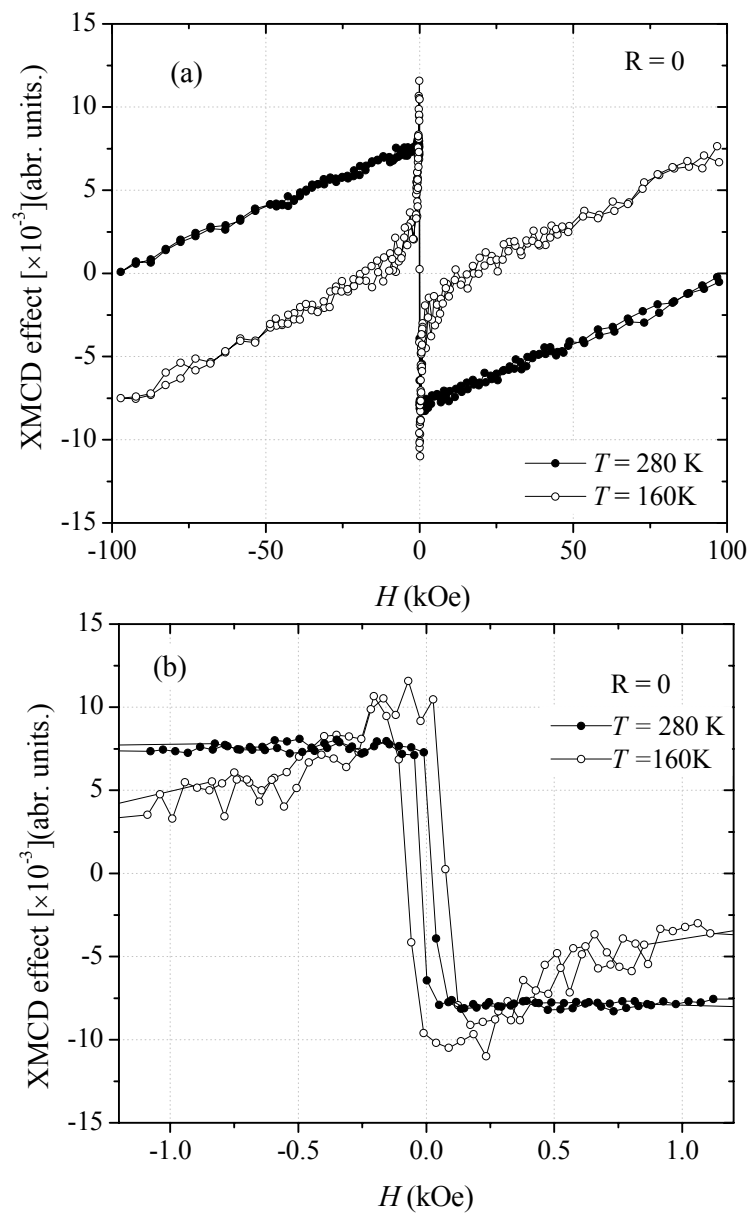 15
10
5
0
-5
-10
-15
XMCD effect [×10⁻³](abr. units.)
(a)
R = 0
T = 280 K
T = 160K
-100
-50
0
50
100
H (kOe)
15
10
5
0
-5
-10
-15
XMCD effect [×10⁻³](abr. units.)
(b)
R = 0
T = 280 K
T =160K
-1.0
-0.5
0.0
0.5
1.0
H (kOe)